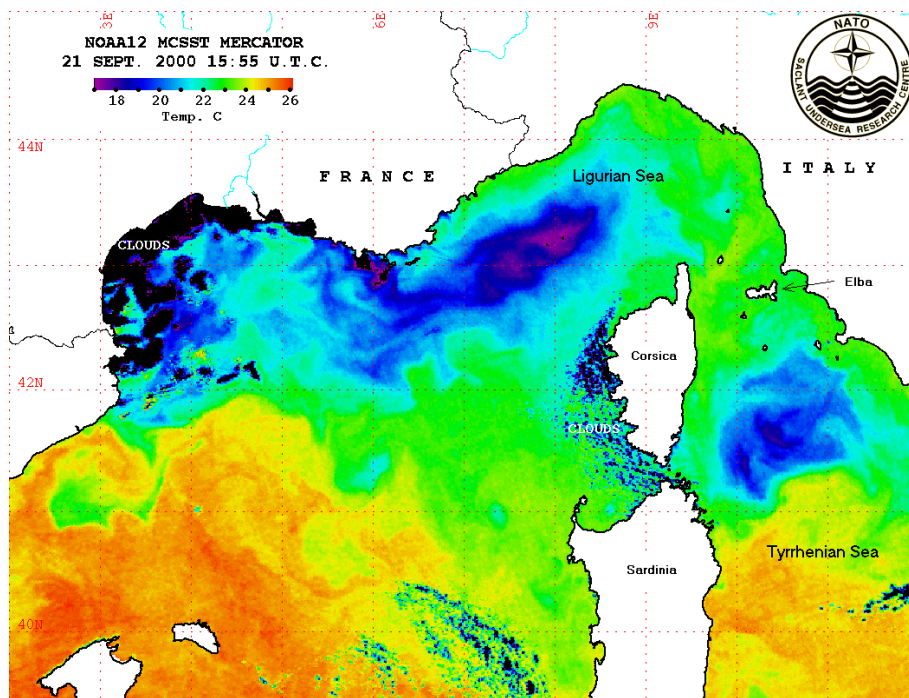 3E
6E
9E
NOAA12 MCSST MERCATOR
21 SEPT. 2000 15:55 U.T.C.
18 20 22 24 26
Temp. C
NATO
SACLANT UNDERSEA RESEARCH CENTRE
44N
FRANCE
Ligurian Sea
ITALY
CLOUDS
Elba
Corsica
42N
CLOUDS
Tyrrhenian Sea
Sardinia
40N